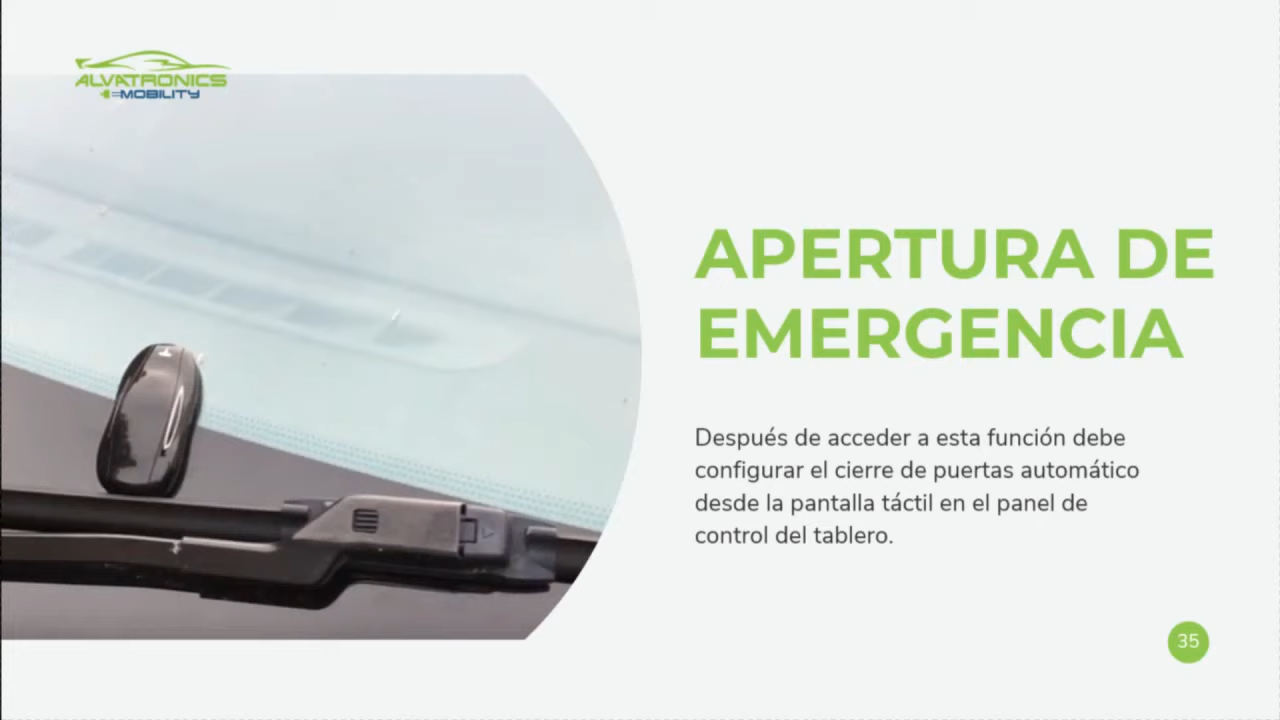 ALVATRONICS
MOBILITY
APERTURA DE
EMERGENCIA
Después de acceder a esta función debe
configurar el cierre de puertas automático
desde la pantalla táctil en el panel de
control del tablero.
35